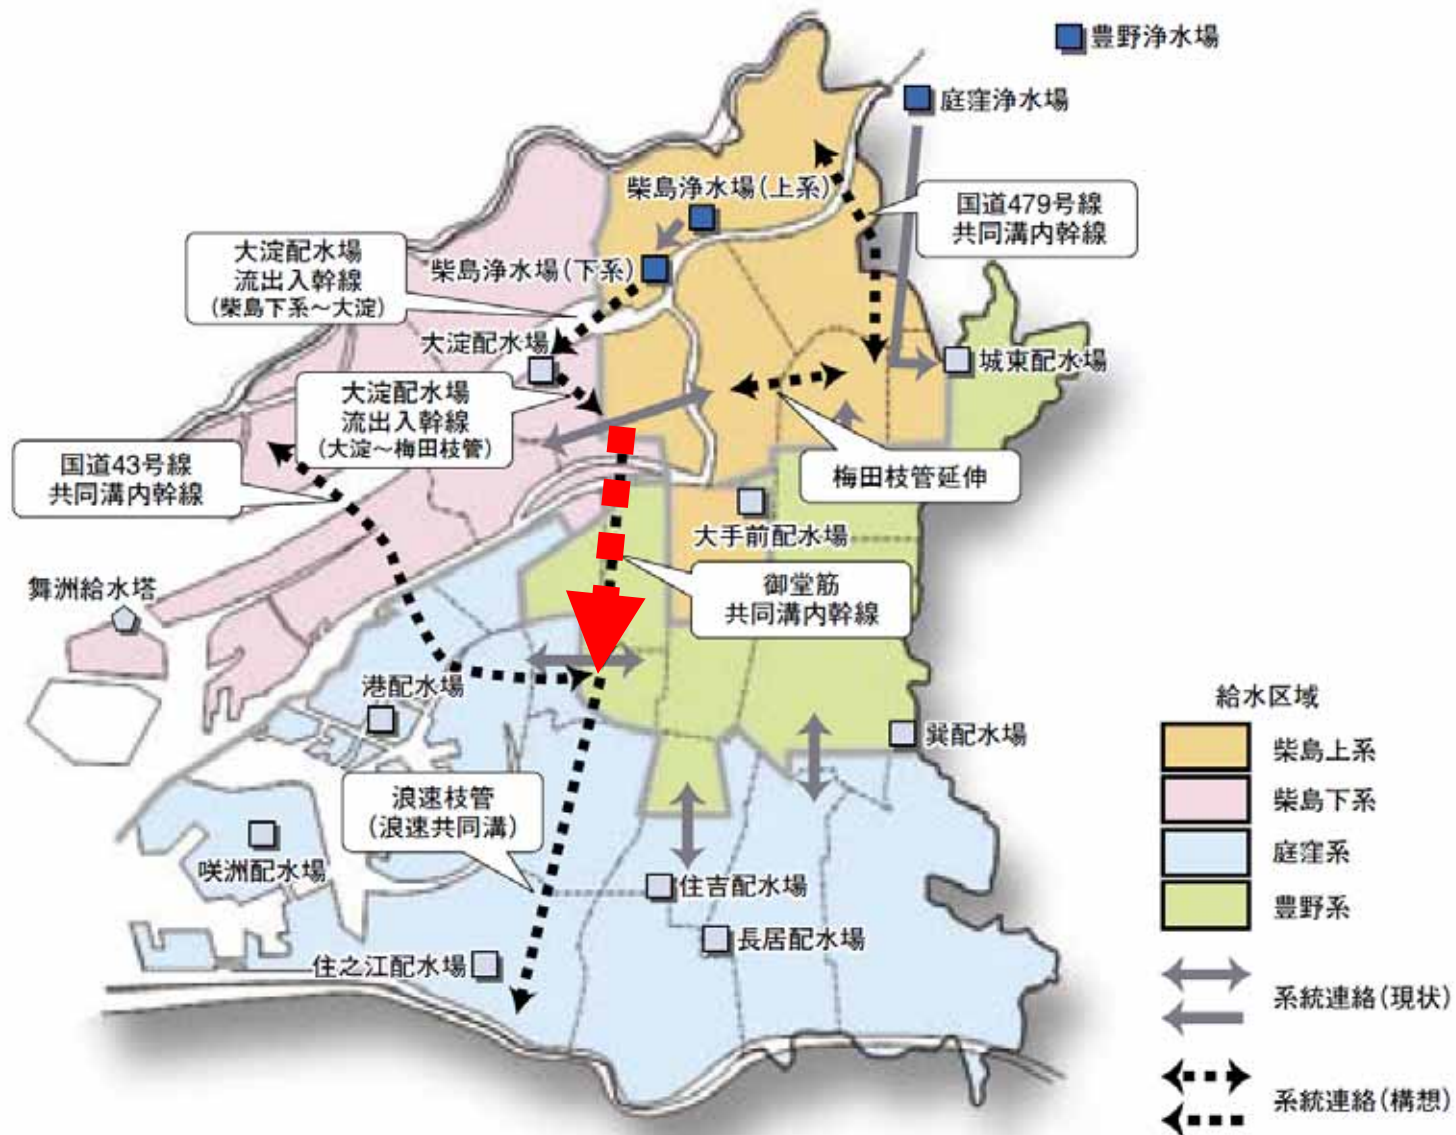 豊野浄水場
庭窪浄水場
柴島浄水場(上系)
国道479号線
共同溝内幹線
大淀配水場
流出入幹線
(柴島下系～大淀)
柴島浄水場(下系)
大淀配水場
城東配水場
大淀配水場
流出入幹線
(大淀～梅田枝管)
国道43号線
共同溝内幹線
梅田枝管延伸
大手前配水場
舞洲給水塔
御堂筋
共同溝内幹線
港配水場
巽配水場
浪速枝管
(浪速共同溝)
咲洲配水場
住吉配水場
長居配水場
住之江配水場
給水区域
柴島上系
柴島下系
庭窪系
豊野系
系統連絡(現状)
系統連絡(構想)